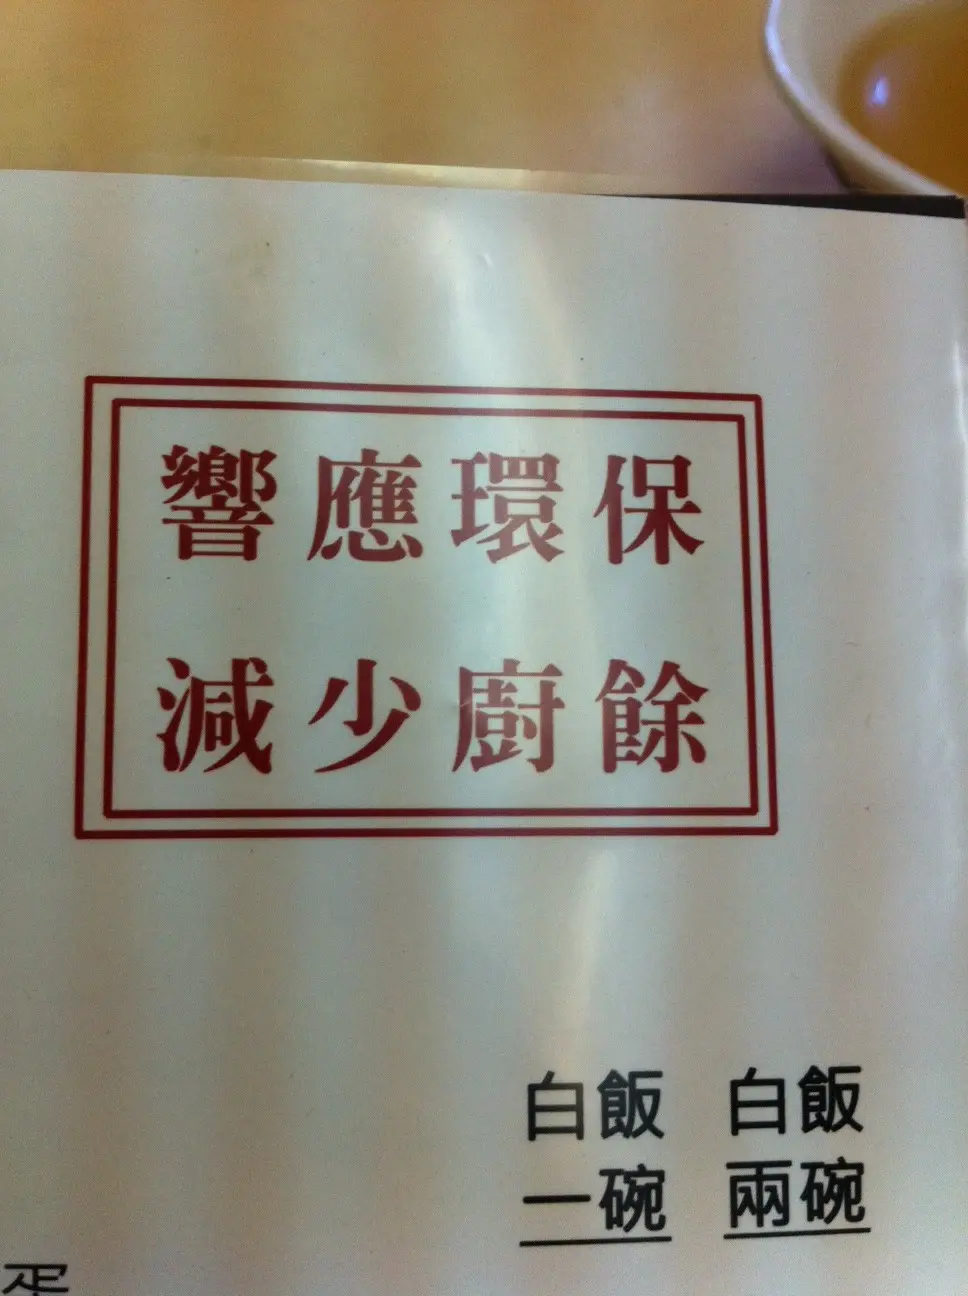 響應環保
減少廚餘
白飯 白飯
一碗 兩碗